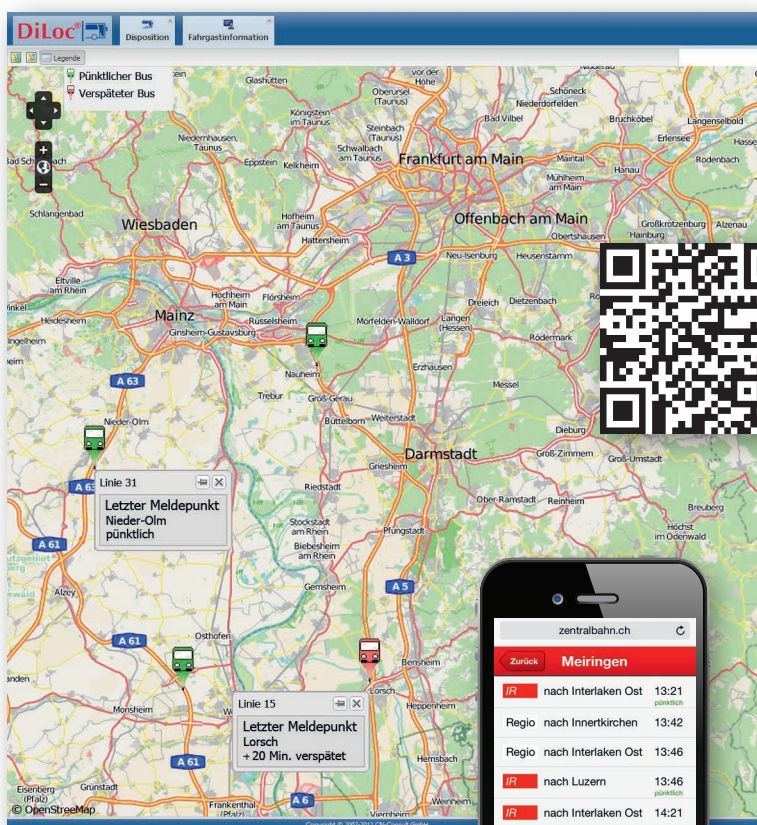 DiLoc®
Disposition
Fahrgastinformation
Legende
Pünktlicher Bus
Verspäteter Bus
Glashütten
vor der
Höhe
Oberursel
(Taunus)
Schöneck
Niederdorfelden
Königstein
im Taunus
Steinbach
(Taunus)
Bad Vilbel
Bruchköbel
Langenselbold
Niedernhausen,
Taunus
Schwalbach
am Taunus
Erlensee
Eppstein
Kelkheim
Frankfurt am Main
Maintal
Hanau
Rodenbach
Mühlheim
am Main
Schlangenbad
Wiesbaden
Hofheim
am Taunus
Offenbach am Main
Großkrotzenburg
Alzenau
Hattersheim
Obertshausen
Hainburg
A 3
Neu-Isenburg
Heusenstamm
Eltville
am Rhein
Hochheim
am Main
Flörsheim
Dreieich
Dietzenbach
Heidesheim
Mainz
Ginsheim-Gustavsburg
Rüsselsheim
Mörfelden-Walldorf
Langen
(Hessen)
Rödermark
Nauheim
Erzhausen
Messel
A 63
Trebur
Groß-Gerau
Büttelborn
Weiterstadt
Dieburg
Nieder-Olm
Darmstadt
Groß-Zimmern
Groß-Umstadt
Griesheim
A 63
Linie 31
Letzter Meldepunkt
Nieder-Olm
pünktlich
Riedstadt
Ober-Ramstadt
Reinheim
Breuberg
Stockstadt
am Rhein
Pfungstadt
Höchst
im Odenwald
A 61
Biebesheim
am Rhein
Alzey
Gernsheim
A 5
A 61
Osthofen
Bensheim
Lorsch
Heppenheim
Monsheim
Linie 15
Letzter Meldepunkt
Lorsch
+ 20 Min. verspätet
A 61
Hemsbach
Eisenberg
(Pfalz)
Grünstadt
Frankenthal
(Pfalz)
A 6
Viernheim
Weinheim
© OpenStreeMap
Copyright © 2002-2012 CN-Consult GmbH
zentralbahn.ch
Zurück
Meiringen
IR nach Interlaken Ost 13:21
pünktlich
Regio nach Innertkirchen 13:42
Regio nach Interlaken Ost 13:46
IR nach Luzern 13:46
pünktlich
IR nach Interlaken Ost 14:21